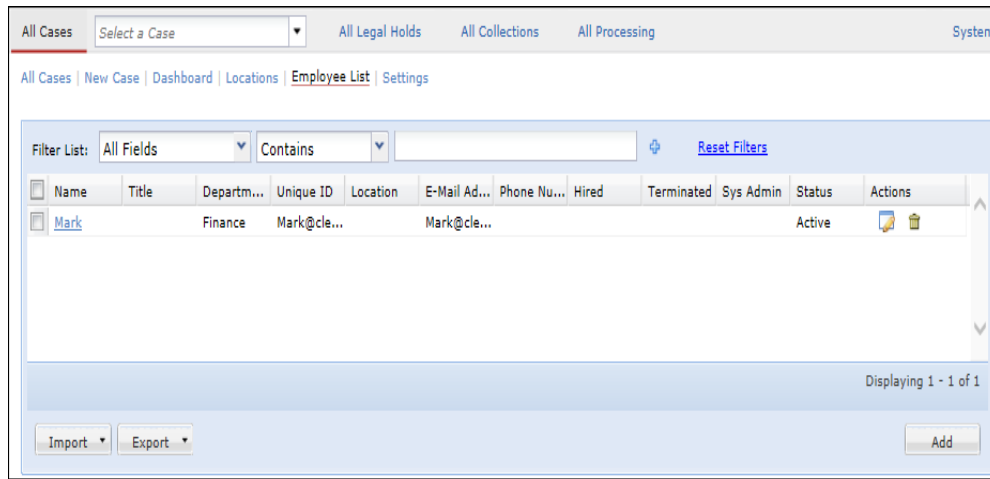 All Cases Select a Case All Legal Holds All Collections All Processing System
All Cases | New Case | Dashboard | Locations | Employee List | Settings
Filter List: All Fields Contains Reset Filters
Name Title Departm... Unique ID Location E-Mail Ad... Phone Nu... Hired Terminated Sys Admin Status Actions
Mark Finance Mark@cle... Mark@cle... Active
Displaying 1 - 1 of 1
Import Export Add